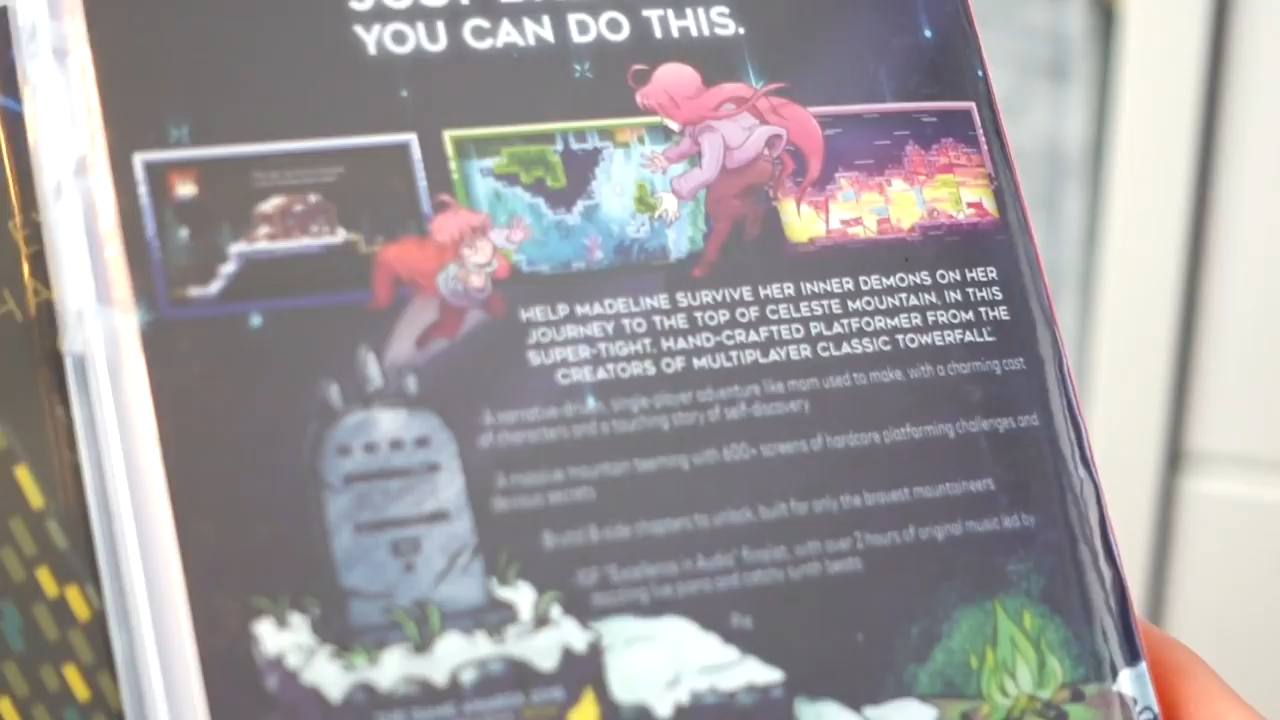 YOU CAN DO THIS.
HELP MADELINE SURVIVE HER INNER DEMONS ON HER
JOURNEY TO THE TOP OF CELESTE MOUNTAIN, IN THIS
SUPER-TIGHT, HAND-CRAFTED PLATFORMER FROM THE
CREATORS OF MULTIPLAYER CLASSIC TOWERFALL.
A narrative-driven, single-player adventure like mom used to make, with a charming cast
of characters and a touching story of self-discovery
A massive mountain teeming with 600+ screens of hardcore platforming challenges and
devious secrets
Brutal B-side chapters to unlock, built for only the bravest mountaineers
IGF "Excellence in Audio" finalist, with over 2 hours of original music led by
dazzling live piano and catchy synth beats